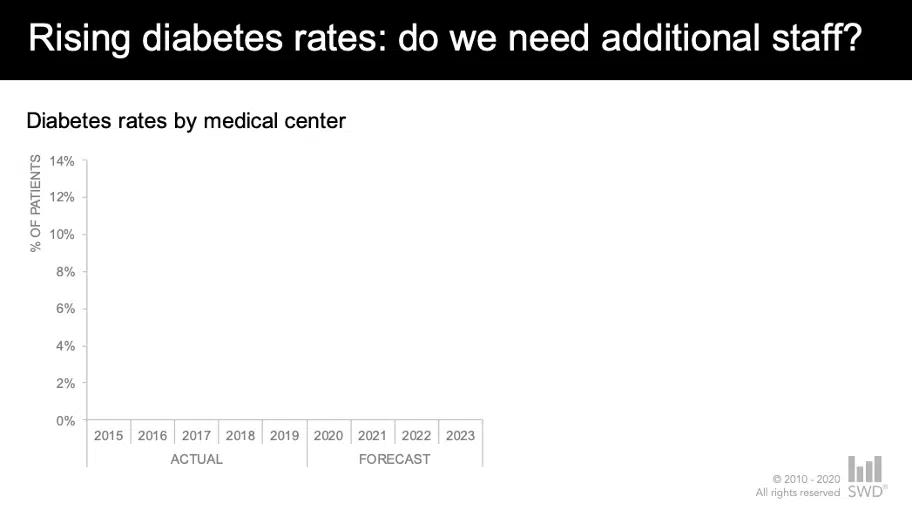 Rising diabetes rates: do we need additional staff?
Diabetes rates by medical center
% OF PATIENTS
14%
12%
10%
8%
6%
4%
2%
0%
2015 2016 2017 2018 2019 2020 2021 2022 2023
ACTUAL FORECAST
© 2010 - 2020
All rights reserved
SWD®